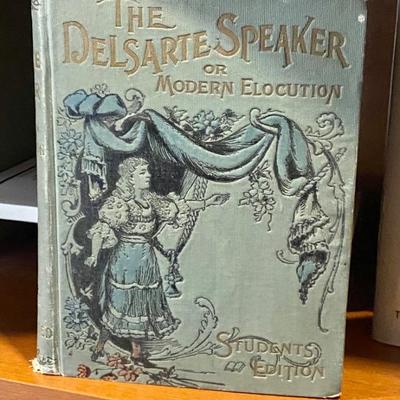 THE
DELSARTE SPEAKER
OR
MODERN ELOCUTION
STUDENTS
EDITION